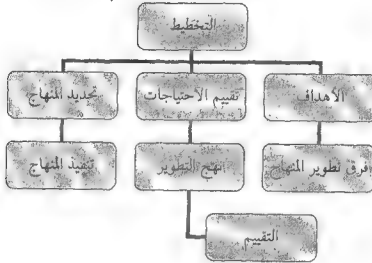 التخطيط
الأهداف
تقييم الاحتياجات
تحديد المنهاج
فرق تطوير المنهاج
نهج التطوير
تنفيذ المنهاج
التقييم